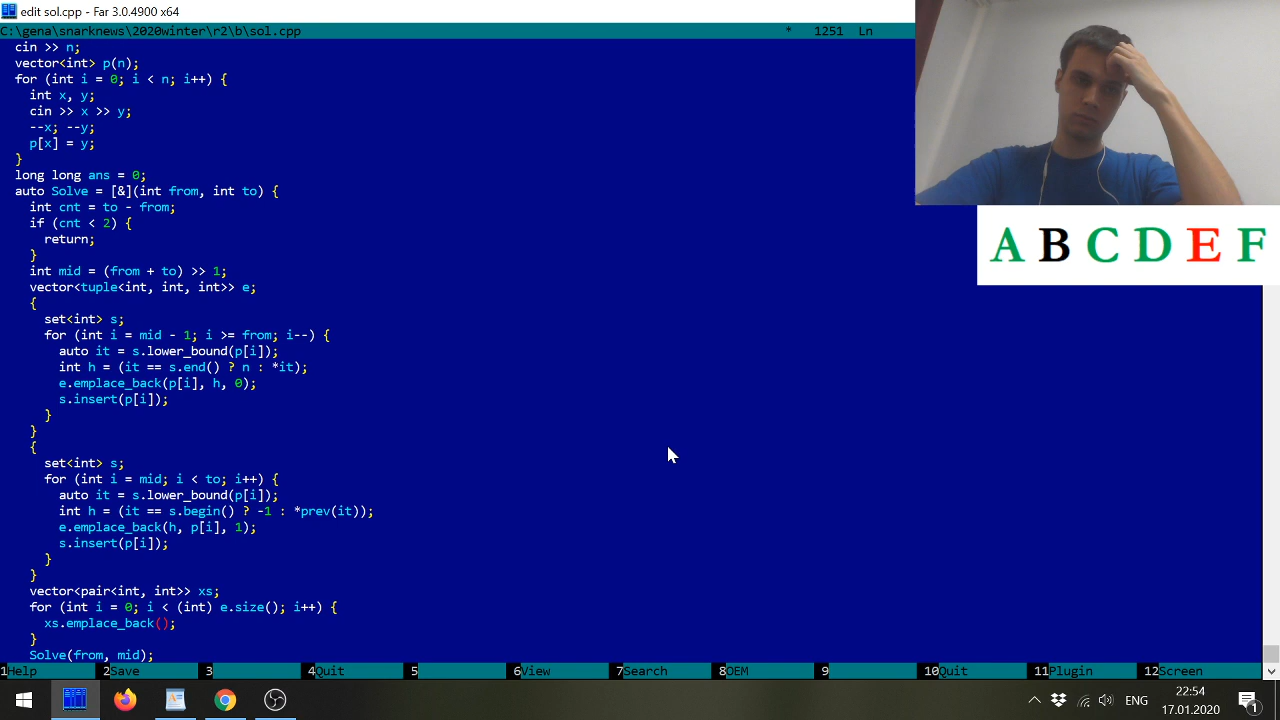 edit sol.cpp - Far 3.0.4900 x64
C:\gena\snarknews\2020winter\r2\b\sol.cpp * 1251 Ln
cin >> n;
vector<int> p(n);
for (int i = 0; i < n; i++) {
int x, y;
cin >> x >> y;
--x; --y;
p[x] = y;
}
long long ans = 0;
auto Solve = [&](int from, int to) {
int cnt = to - from;
if (cnt < 2) {
return;
}
int mid = (from + to) >> 1;
vector<tuple<int, int, int>> e;
{
set<int> s;
for (int i = mid - 1; i >= from; i--) {
auto it = s.lower_bound(p[i]);
int h = (it == s.end() ? n : *it);
e.emplace_back(p[i], h, 0);
s.insert(p[i]);
}
}
{
set<int> s;
for (int i = mid; i < to; i++) {
auto it = s.lower_bound(p[i]);
int h = (it == s.begin() ? -1 : *prev(it));
e.emplace_back(h, p[i], 1);
s.insert(p[i]);
}
}
vector<pair<int, int>> xs;
for (int i = 0; i < (int) e.size(); i++) {
xs.emplace_back();
}
Solve(from, mid);
A B C D E F
1Help 2Save 3 4Quit 5 6View 7Search 8OEM 9 10Quit 11Plugin 12Screen
ENG
22:54
17.01.2020
1